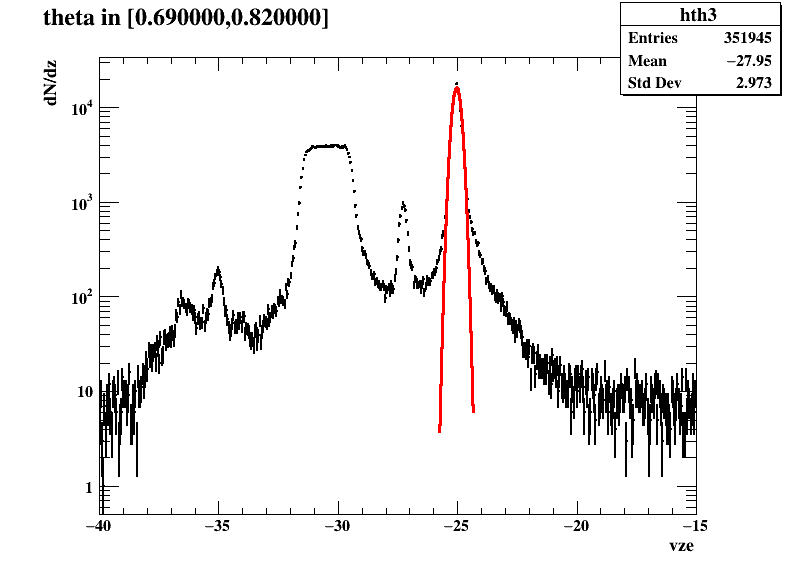 theta in [0.690000,0.820000]
hth3
Entries 351945
Mean −27.95
Std Dev 2.973
dN/dz
10⁴
10³
10²
10
1
−40 −35 −30 −25 −20 −15
vze